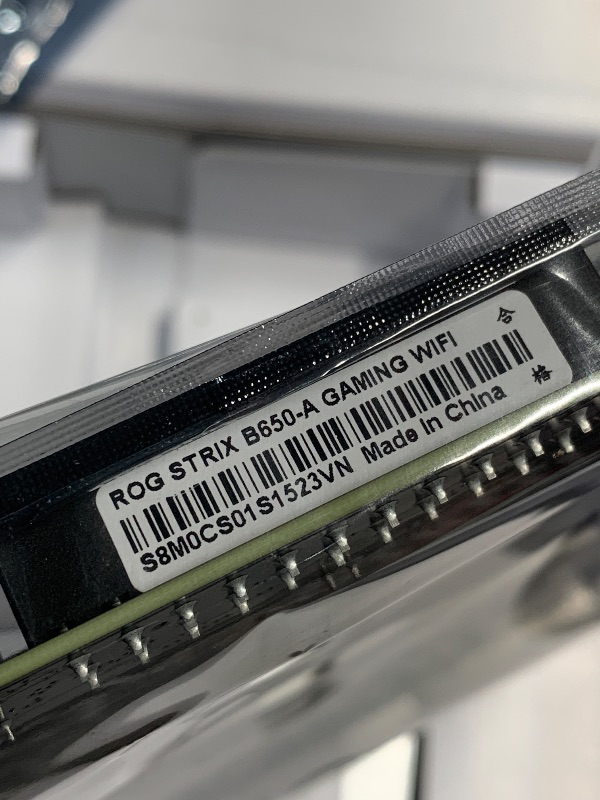 ROG STRIX B650-A GAMING WIFI
合格
S8M0CS01S1523VN Made In China